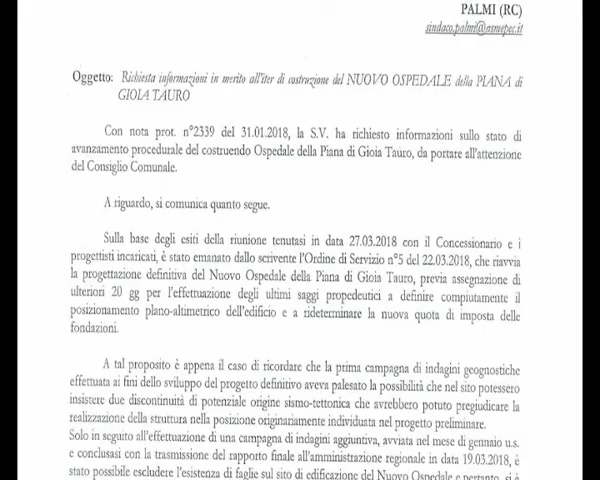 PALMI (RC)
sindaco.palmi@asmepec.it
Oggetto: Richiesta informazioni in merito all'iter di costruzione del NUOVO OSPEDALE della PIANA di
GIOIA TAURO
Con nota prot. n°2339 del 31.01.2018, la S.V. ha richiesto informazioni sullo stato di
avanzamento procedurale del costruendo Ospedale della Piana di Gioia Tauro, da portare all'attenzione
del Consiglio Comunale.
A riguardo, si comunica quanto segue.
Sulla base degli esiti della riunione tenutasi in data 27.03.2018 con il Concessionario e i
progettisti incaricati, è stato emanato dallo scrivente l'Ordine di Servizio n°5 del 22.03.2018, che riavvia
la progettazione definitiva del Nuovo Ospedale della Piana di Gioia Tauro, previa assegnazione di
ulteriori 20 gg per l'effettuazione degli ultimi saggi propedeutici a definire compiutamente il
posizionamento plano-altimetrico dell'edificio e a rideterminare la nuova quota di imposta delle
fondazioni.
A tal proposito è appena il caso di ricordare che la prima campagna di indagini geognostiche
effettuata ai fini dello sviluppo del progetto definitivo aveva palesato la possibilità che nel sito potessero
insistere due discontinuità di potenziale origine sismo-tettonica che avrebbero potuto pregiudicare la
realizzazione della struttura nella posizione originariamente individuata nel progetto preliminare.
Solo in seguito all'effettuazione di una campagna di indagini aggiuntiva, avviata nel mese di gennaio u.s.
e conclusasi con la trasmissione del rapporto finale all'amministrazione regionale in data 19.03.2018, è
stato possibile escludere l'esistenza di faglie sul sito di edificazione del Nuovo Ospedale e pertanto, si è